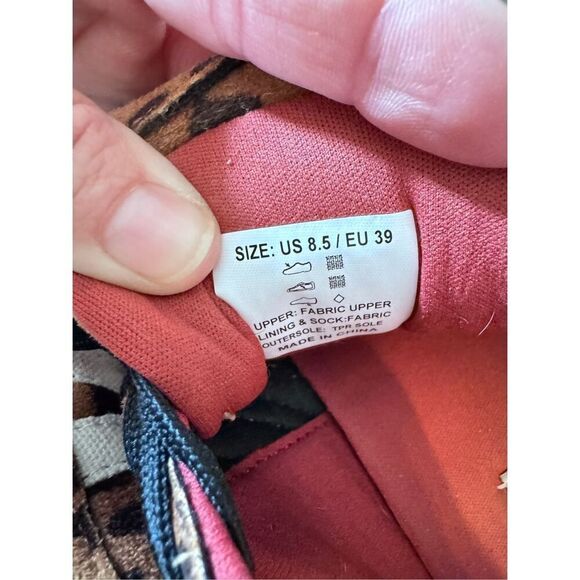 SIZE: US 8.5 / EU 39
UPPER: FABRIC UPPER
LINING & SOCK:FABRIC
OUTERSOLE: TPR SOLE
MADE IN CHINA